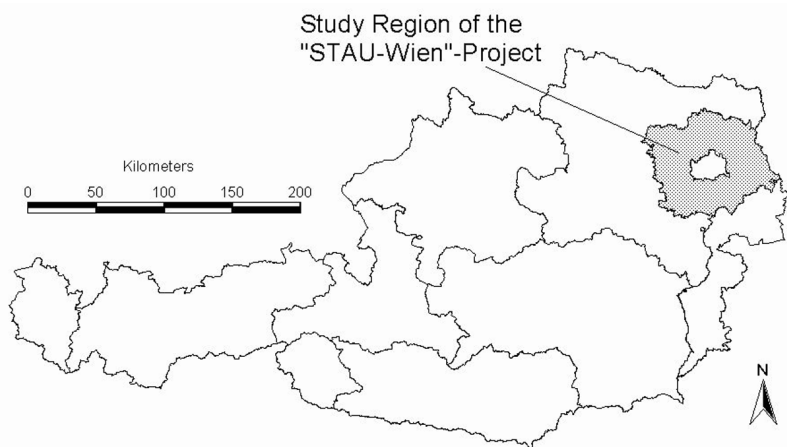 Study Region of the
"STAU-Wien"-Project
Kilometers
0 50 100 150 200
N